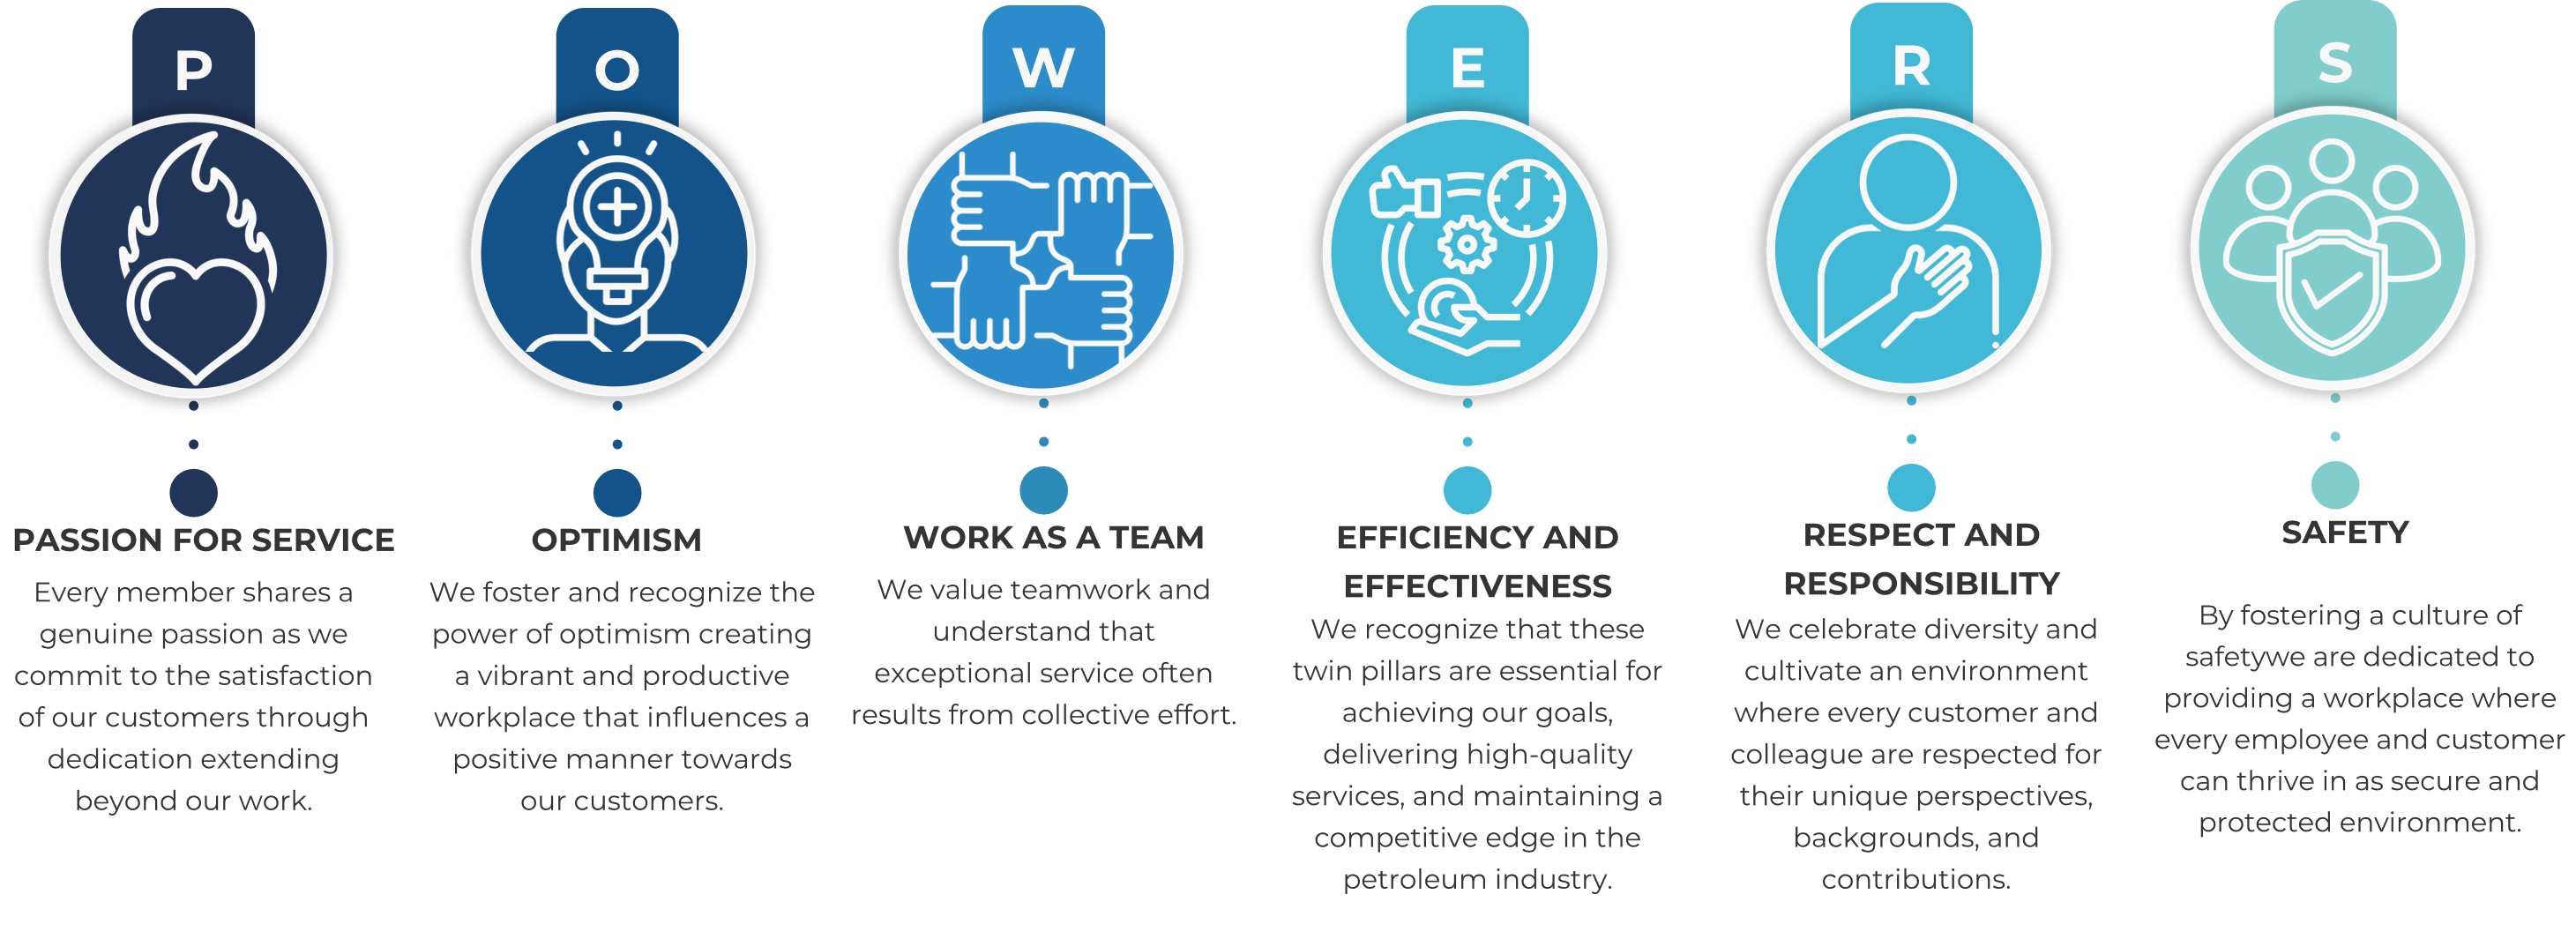 P
PASSION FOR SERVICE
Every member shares a
genuine passion as we
commit to the satisfaction
of our customers through
dedication extending
beyond our work.
O
OPTIMISM
We foster and recognize the
power of optimism creating
a vibrant and productive
workplace that influences a
positive manner towards
our customers.
W
WORK AS A TEAM
We value teamwork and
understand that
exceptional service often
results from collective effort.
E
EFFICIENCY AND
EFFECTIVENESS
We recognize that these
twin pillars are essential for
achieving our goals,
delivering high-quality
services, and maintaining a
competitive edge in the
petroleum industry.
R
RESPECT AND
RESPONSIBILITY
We celebrate diversity and
cultivate an environment
where every customer and
colleague are respected for
their unique perspectives,
backgrounds, and
contributions.
S
SAFETY
By fostering a culture of
safetywe are dedicated to
providing a workplace where
every employee and customer
can thrive in as secure and
protected environment.